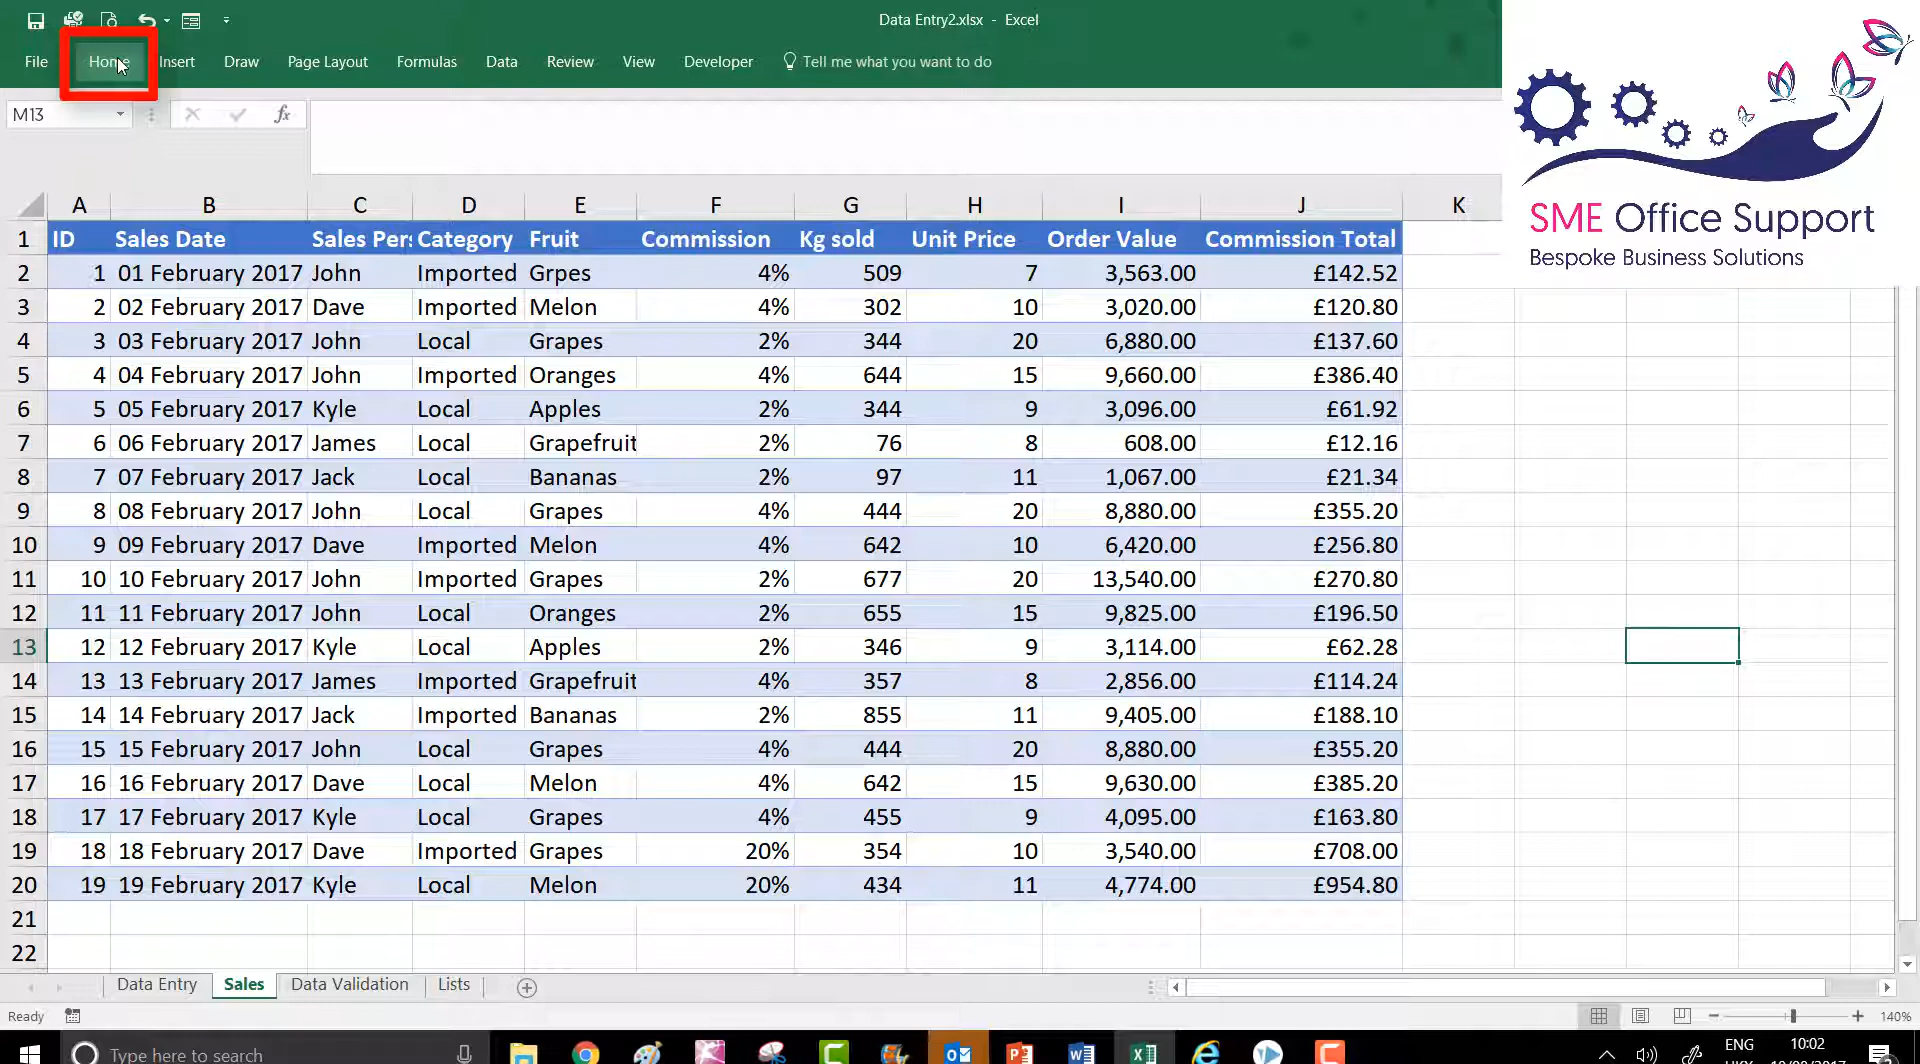 Data Entry2.xlsx - Excel
File Home Insert Draw Page Layout Formulas Data Review View Developer Tell me what you want to do
M13 fx
SME Office Support
Bespoke Business Solutions
A B C D E F G H I J K
1 ID Sales Date Sales Pers Category Fruit Commission Kg sold Unit Price Order Value Commission Total
2 1 01 February 2017 John Imported Grpes 4% 509 7 3,563.00 £142.52
3 2 02 February 2017 Dave Imported Melon 4% 302 10 3,020.00 £120.80
4 3 03 February 2017 John Local Grapes 2% 344 20 6,880.00 £137.60
5 4 04 February 2017 John Imported Oranges 4% 644 15 9,660.00 £386.40
6 5 05 February 2017 Kyle Local Apples 2% 344 9 3,096.00 £61.92
7 6 06 February 2017 James Local Grapefruit 2% 76 8 608.00 £12.16
8 7 07 February 2017 Jack Local Bananas 2% 97 11 1,067.00 £21.34
9 8 08 February 2017 John Local Grapes 4% 444 20 8,880.00 £355.20
10 9 09 February 2017 Dave Imported Melon 4% 642 10 6,420.00 £256.80
11 10 10 February 2017 John Imported Grapes 2% 677 20 13,540.00 £270.80
12 11 11 February 2017 John Local Oranges 2% 655 15 9,825.00 £196.50
13 12 12 February 2017 Kyle Local Apples 2% 346 9 3,114.00 £62.28
14 13 13 February 2017 James Imported Grapefruit 4% 357 8 2,856.00 £114.24
15 14 14 February 2017 Jack Imported Bananas 2% 855 11 9,405.00 £188.10
16 15 15 February 2017 John Local Grapes 4% 444 20 8,880.00 £355.20
17 16 16 February 2017 Dave Local Melon 4% 642 15 9,630.00 £385.20
18 17 17 February 2017 Kyle Local Grapes 4% 455 9 4,095.00 £163.80
19 18 18 February 2017 Dave Imported Grapes 20% 354 10 3,540.00 £708.00
20 19 19 February 2017 Kyle Local Melon 20% 434 11 4,774.00 £954.80
21
22
Data Entry Sales Data Validation Lists
Ready 140%
Type here to search ENG 10:02